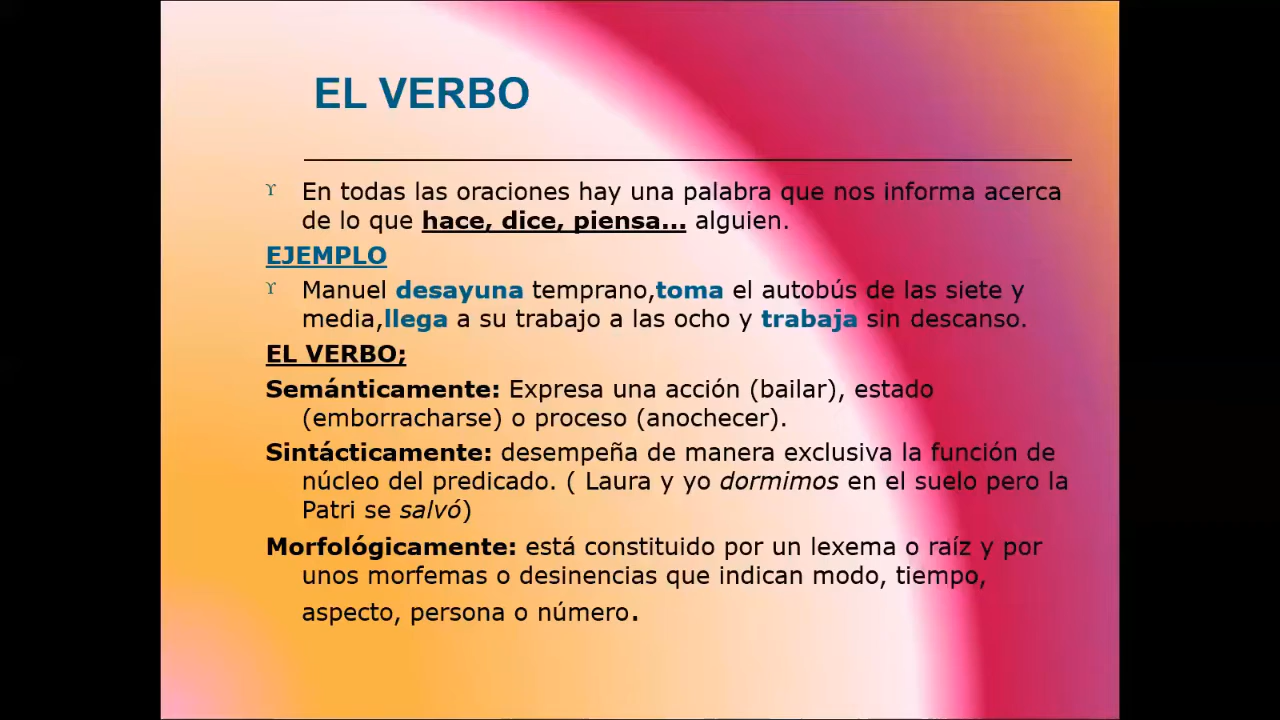 EL VERBO
ϒ En todas las oraciones hay una palabra que nos informa acerca
de lo que hace, dice, piensa... alguien.
EJEMPLO
ϒ Manuel desayuna temprano,toma el autobús de las siete y
media,llega a su trabajo a las ocho y trabaja sin descanso.
EL VERBO;
Semánticamente: Expresa una acción (bailar), estado
(emborracharse) o proceso (anochecer).
Sintácticamente: desempeña de manera exclusiva la función de
núcleo del predicado. ( Laura y yo dormimos en el suelo pero la
Patri se salvó)
Morfológicamente: está constituido por un lexema o raíz y por
unos morfemas o desinencias que indican modo, tiempo,
aspecto, persona o número.